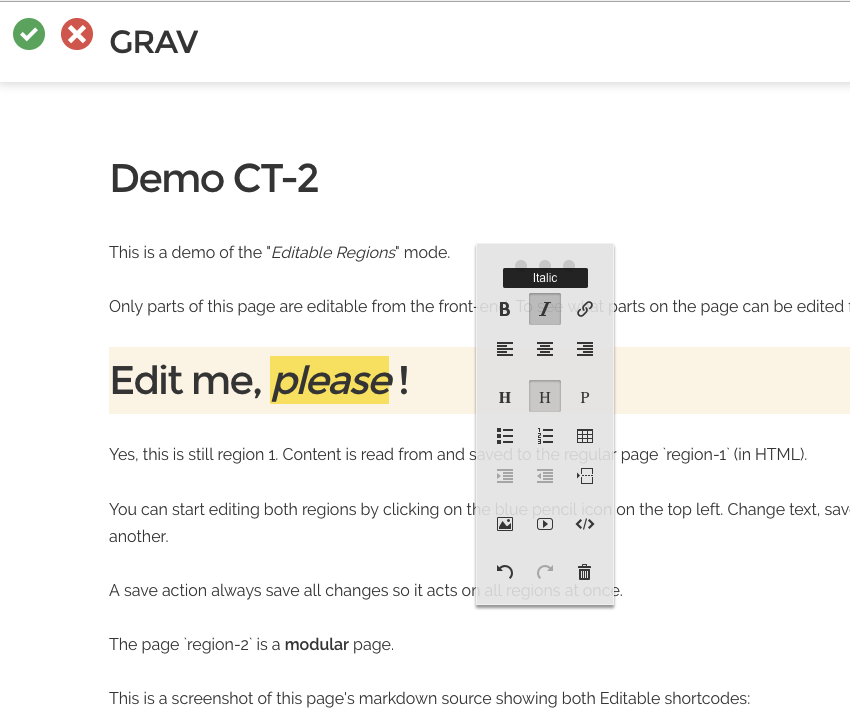 GRAV
Demo CT-2
This is a demo of the "Editable Regions" mode.
Italic
Only parts of this page are editable from the front-end. To see what parts on the page can be edited
B I
Edit me, please !
H H P
Yes, this is still region 1. Content is read from and saved to the regular page `region-1` (in HTML).
You can start editing both regions by clicking on the blue pencil icon on the top left. Change text, sav
another.
A save action always save all changes so it acts on all regions at once.
The page `region-2` is a modular page.
This is a screenshot of this page's markdown source showing both Editable shortcodes: